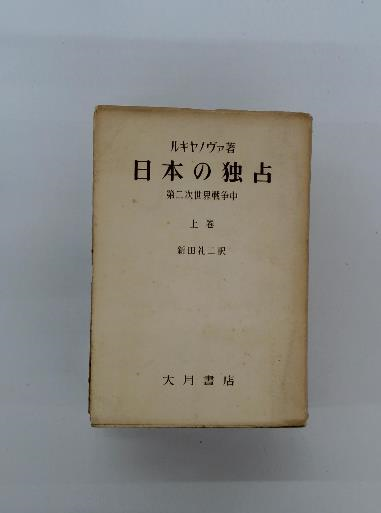 ルキヤノヴァ著
日本の独占
第二次世界戦争中
上巻
新田礼二訳
大月書店